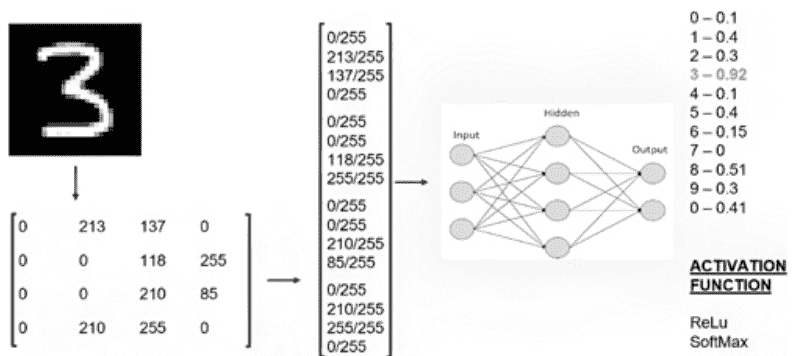 0 213 137 0
0 0 118 255
0 0 210 85
0 210 255 0
0/255
213/255
137/255
0/255
0/255
0/255
118/255
255/255
0/255
0/255
210/255
85/255
0/255
210/255
255/255
0/255
Input
Hidden
Output
0 – 0.1
1 – 0.4
2 – 0.3
3 – 0.92
4 – 0.1
5 – 0.4
6 – 0.15
7 – 0
8 – 0.51
9 – 0.3
0 – 0.41
ACTIVATION
FUNCTION
ReLu
SoftMax
3